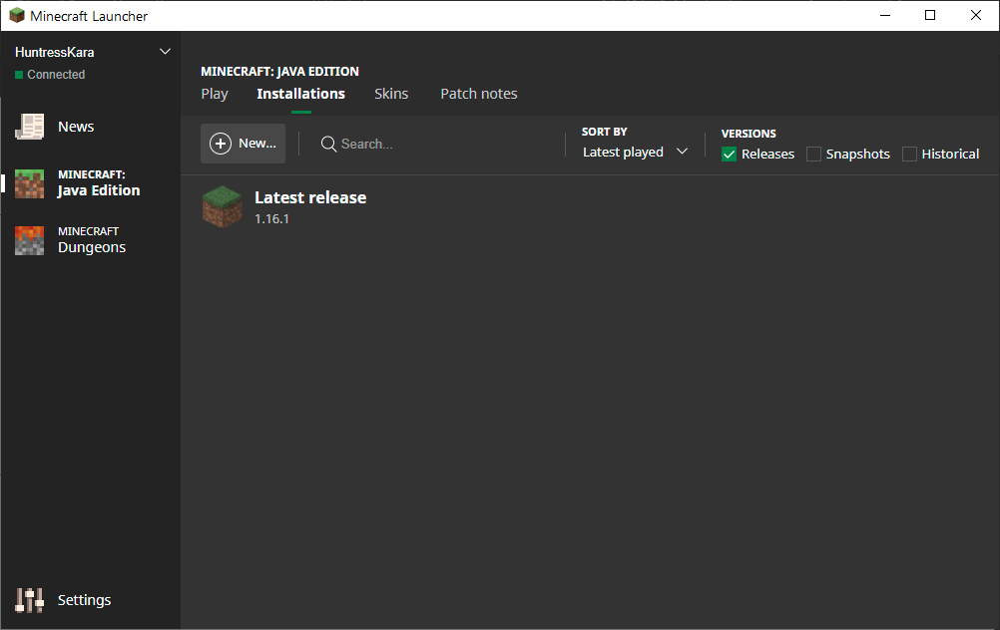 Minecraft Launcher
HuntressKara
Connected
News
MINECRAFT:
Java Edition
MINECRAFT
Dungeons
Settings
MINECRAFT: JAVA EDITION
Play Installations Skins Patch notes
New... Search...
SORT BY
Last played
VERSIONS
Releases Snapshots Historical
Latest release
1.16.1